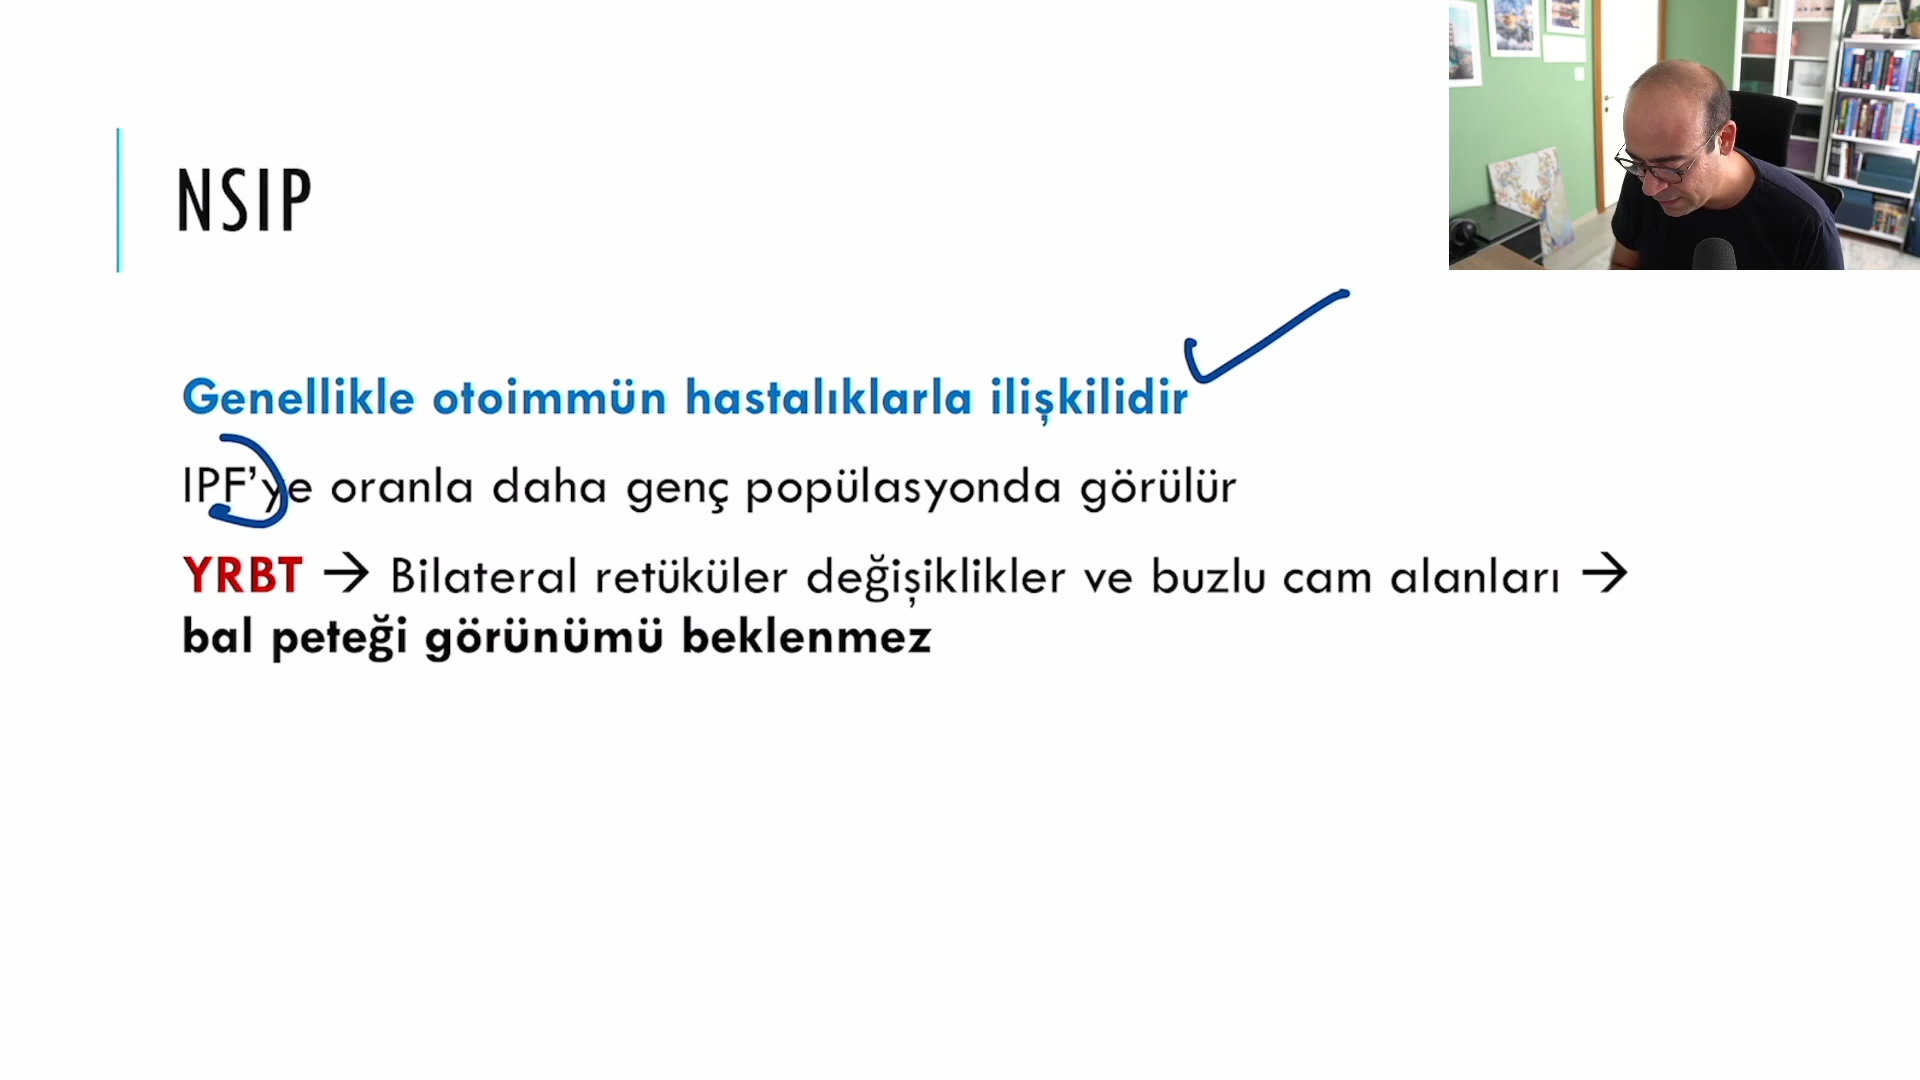 NSIP
Genellikle otoimmün hastalıklarla ilişkilidir
IPF'ye oranla daha genç popülasyonda görülür
YRBT → Bilateral retüküler değişiklikler ve buzlu cam alanları →
bal peteği görünümü beklenmez